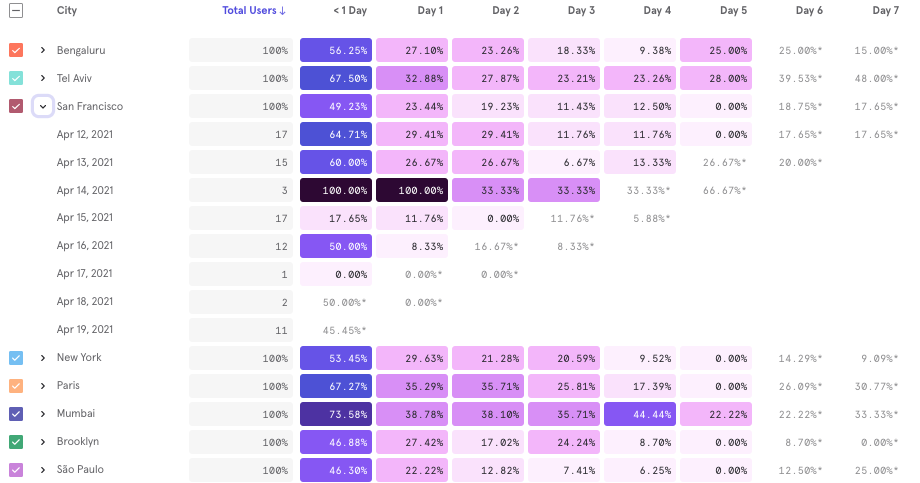 City Total Users ↓ < 1 Day Day 1 Day 2 Day 3 Day 4 Day 5 Day 6 Day 7
Bengaluru 100% 56.25% 27.10% 23.26% 18.33% 9.38% 25.00% 25.00%* 15.00%*
Tel Aviv 100% 67.50% 32.88% 27.87% 23.21% 23.26% 28.00% 39.53%* 48.00%*
San Francisco 100% 49.23% 23.44% 19.23% 11.43% 12.50% 0.00% 18.75%* 17.65%*
Apr 12, 2021 17 64.71% 29.41% 29.41% 11.76% 11.76% 0.00% 17.65%* 17.65%*
Apr 13, 2021 15 60.00% 26.67% 26.67% 6.67% 13.33% 26.67%* 20.00%*
Apr 14, 2021 3 100.00% 100.00% 33.33% 33.33% 33.33%* 66.67%*
Apr 15, 2021 17 17.65% 11.76% 0.00% 11.76%* 5.88%*
Apr 16, 2021 12 50.00% 8.33% 16.67%* 8.33%*
Apr 17, 2021 1 0.00% 0.00%* 0.00%*
Apr 18, 2021 2 50.00%* 0.00%*
Apr 19, 2021 11 45.45%*
New York 100% 53.45% 29.63% 21.28% 20.59% 9.52% 0.00% 14.29%* 9.09%*
Paris 100% 67.27% 35.29% 35.71% 25.81% 17.39% 0.00% 26.09%* 30.77%*
Mumbai 100% 73.58% 38.78% 38.10% 35.71% 44.44% 22.22% 22.22%* 33.33%*
Brooklyn 100% 46.88% 27.42% 17.02% 24.24% 8.70% 0.00% 8.70%* 0.00%*
São Paulo 100% 46.30% 22.22% 12.82% 7.41% 6.25% 0.00% 12.50%* 25.00%*